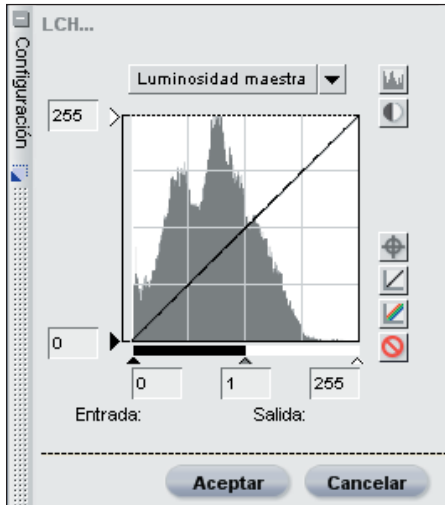 LCH...
Configuración
Luminosidad maestra
255
0
0
1
255
Entrada:
Salida:
Aceptar
Cancelar